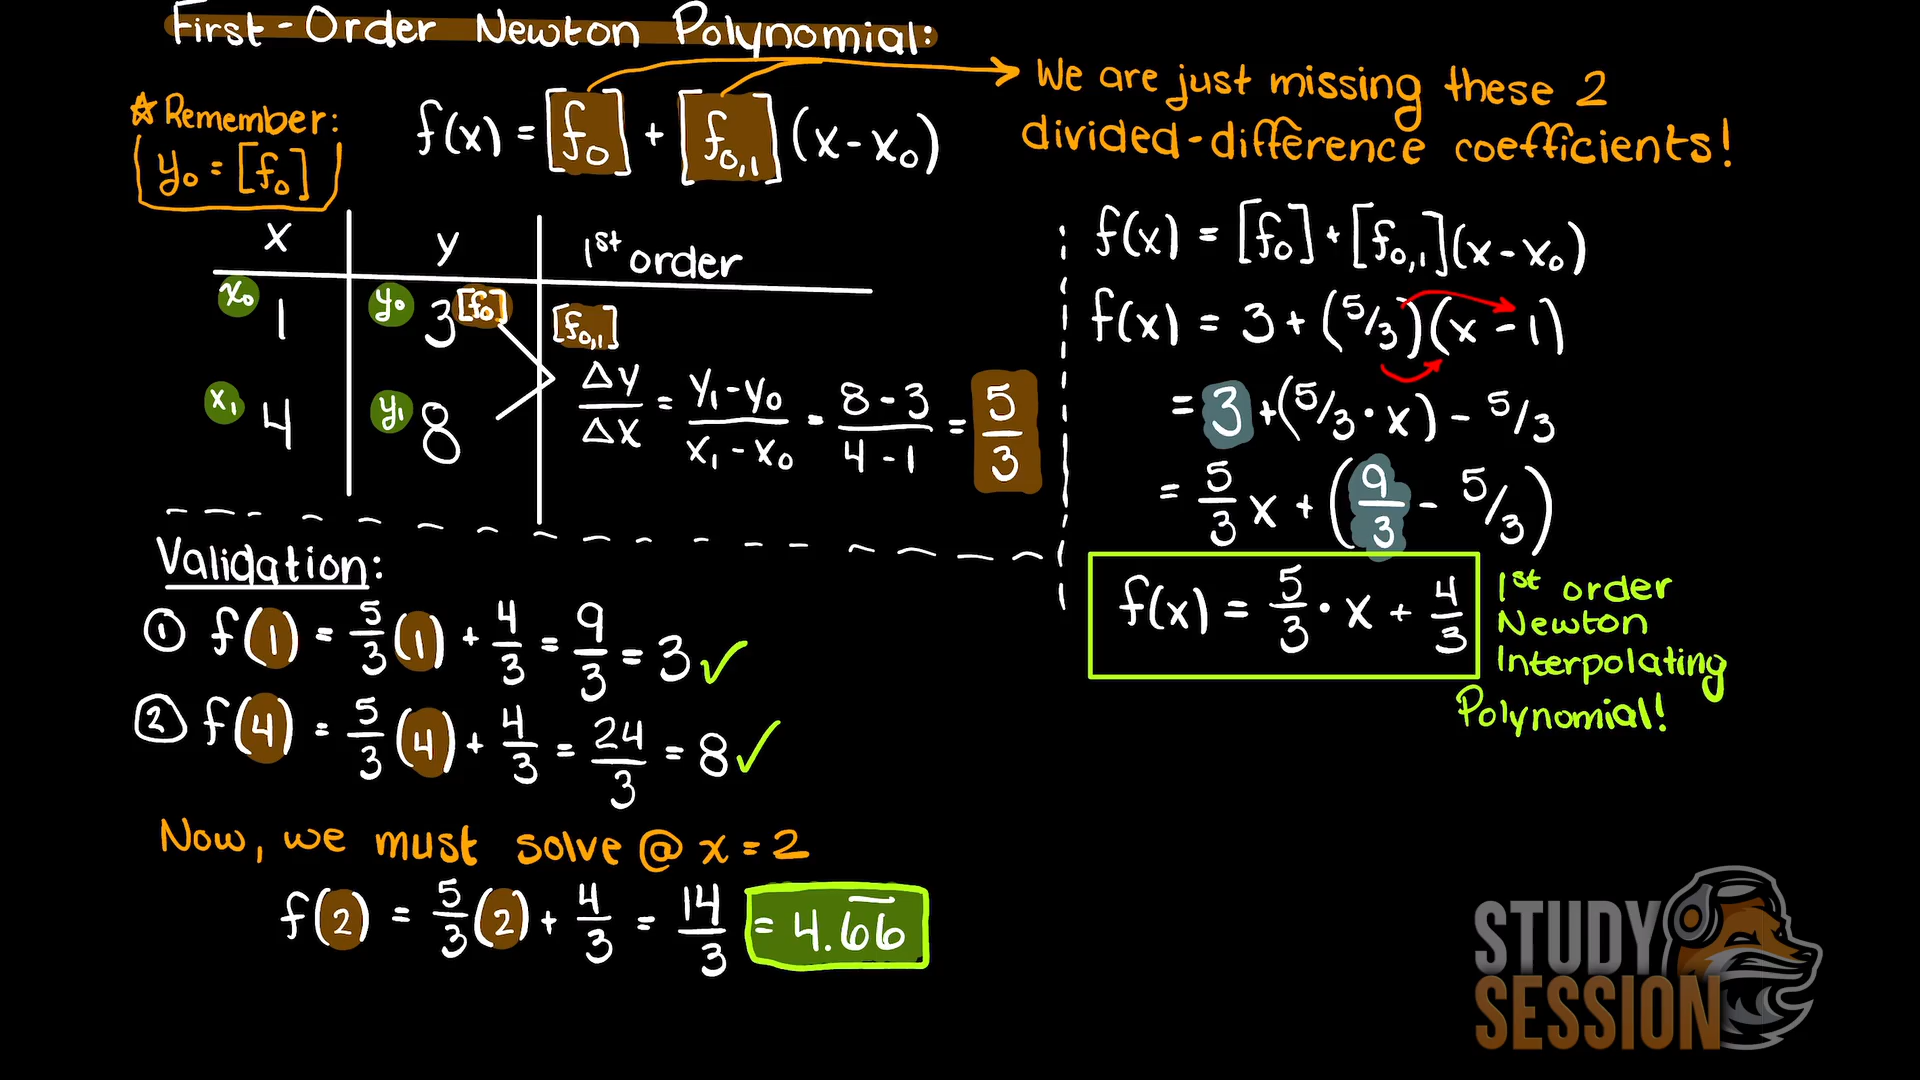 First-Order Newton Polynomial:
We are just missing these 2
divided-difference coefficients!
☆ Remember:
y₀ = [f₀]
f(x) = [f₀] + [f₀,₁] (x - x₀)
x y 1st order
x₀ 1 y₀ 3 [f₀] [f₀,₁]
x₁ 4 y₁ 8
Δy/Δx = (y₁ - y₀)/(x₁ - x₀) = (8 - 3)/(4 - 1) = 5/3
f(x) = [f₀] + [f₀,₁](x - x₀)
f(x) = 3 + (5/3)(x - 1)
= 3 + (5/3 · x) - 5/3
= 5/3 x + (9/3 - 5/3)
f(x) = 5/3 · x + 4/3
1st order
Newton
Interpolating
Polynomial!
Validation:
① f(1) = 5/3 (1) + 4/3 = 9/3 = 3 ✓
② f(4) = 5/3 (4) + 4/3 = 24/3 = 8 ✓
Now, we must solve @ x = 2
f(2) = 5/3 (2) + 4/3 = 14/3 = 4.6̅6̅
STUDY
SESSION